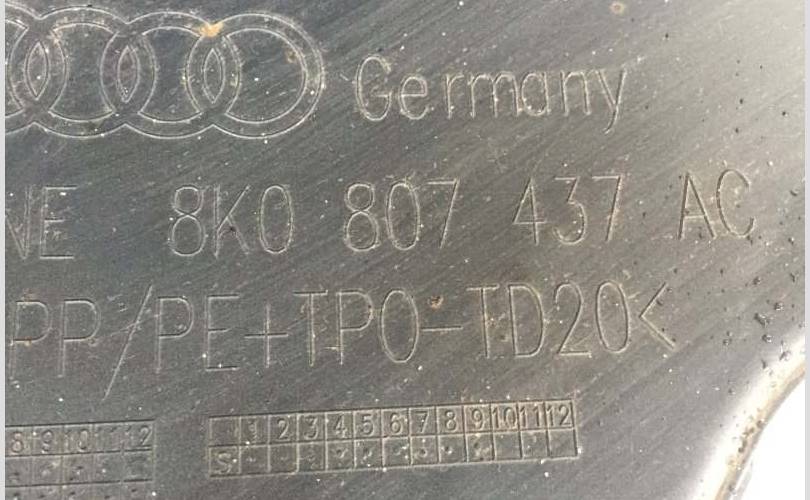 Germany
NE 8K0 807 437 AC
PP/PE+TPO-TD20<
1 2 3 4 5 6 7 8 9 10 11 12
8 9 10 11 12
S